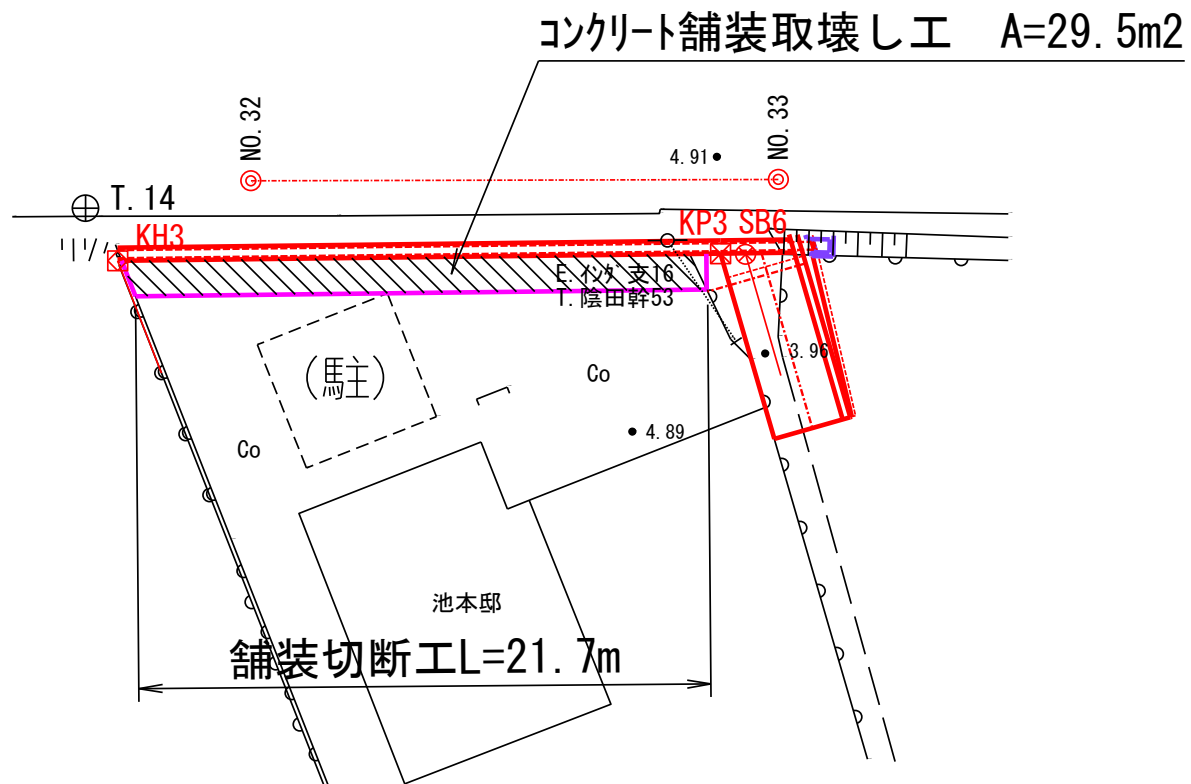 コンクリート舗装取壊し工 A=29.5m2
NO.32
NO.33
4.91
T.14
KH3
KP3 SB6
E.インダ支16
T.陰田幹53
3.96
(駐)
Co
4.89
Co
池本邸
舗装切断工L=21.7m